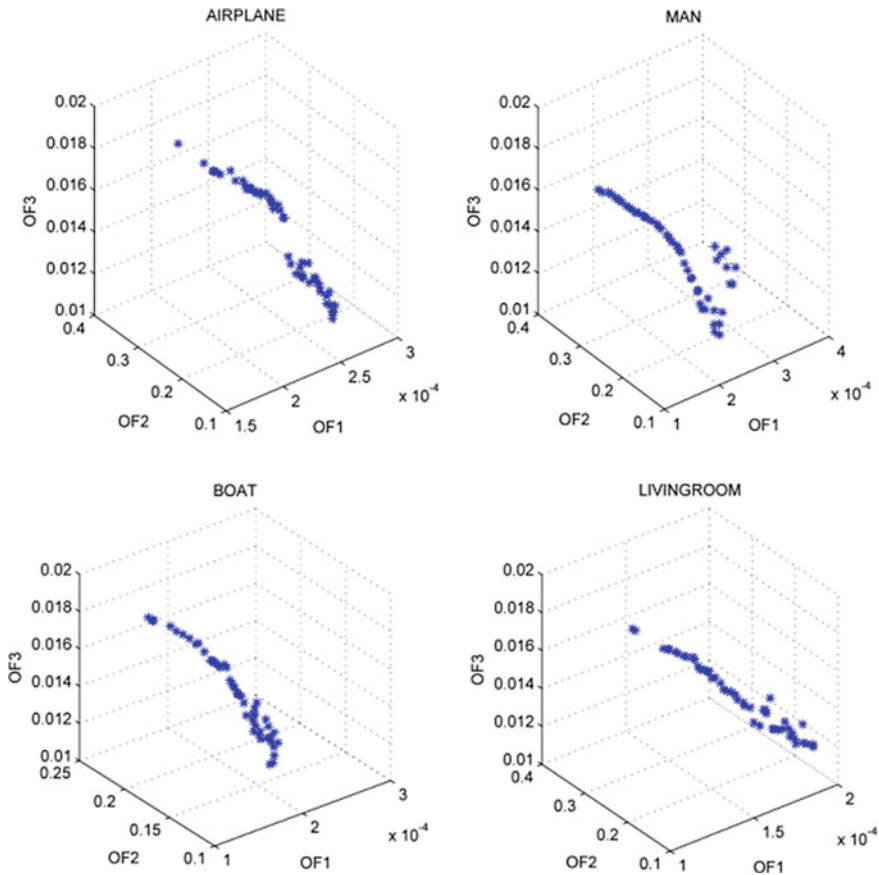 AIRPLANE
0.02
0.018
0.016
0.014
0.012
0.01
OF3
0.4
0.3
0.2
0.1
OF2
1.5
2
2.5
3
x 10-4
OF1
MAN
0.02
0.018
0.016
0.014
0.012
0.01
OF3
0.4
0.3
0.2
0.1
OF2
1
2
3
4
x 10-4
OF1
BOAT
0.02
0.018
0.016
0.014
0.012
0.01
OF3
0.25
0.2
0.15
0.1
OF2
1
2
3
x 10-4
OF1
LIVINGROOM
0.02
0.018
0.016
0.014
0.012
0.01
OF3
0.4
0.3
0.2
0.1
OF2
1
1.5
2
x 10-4
OF1